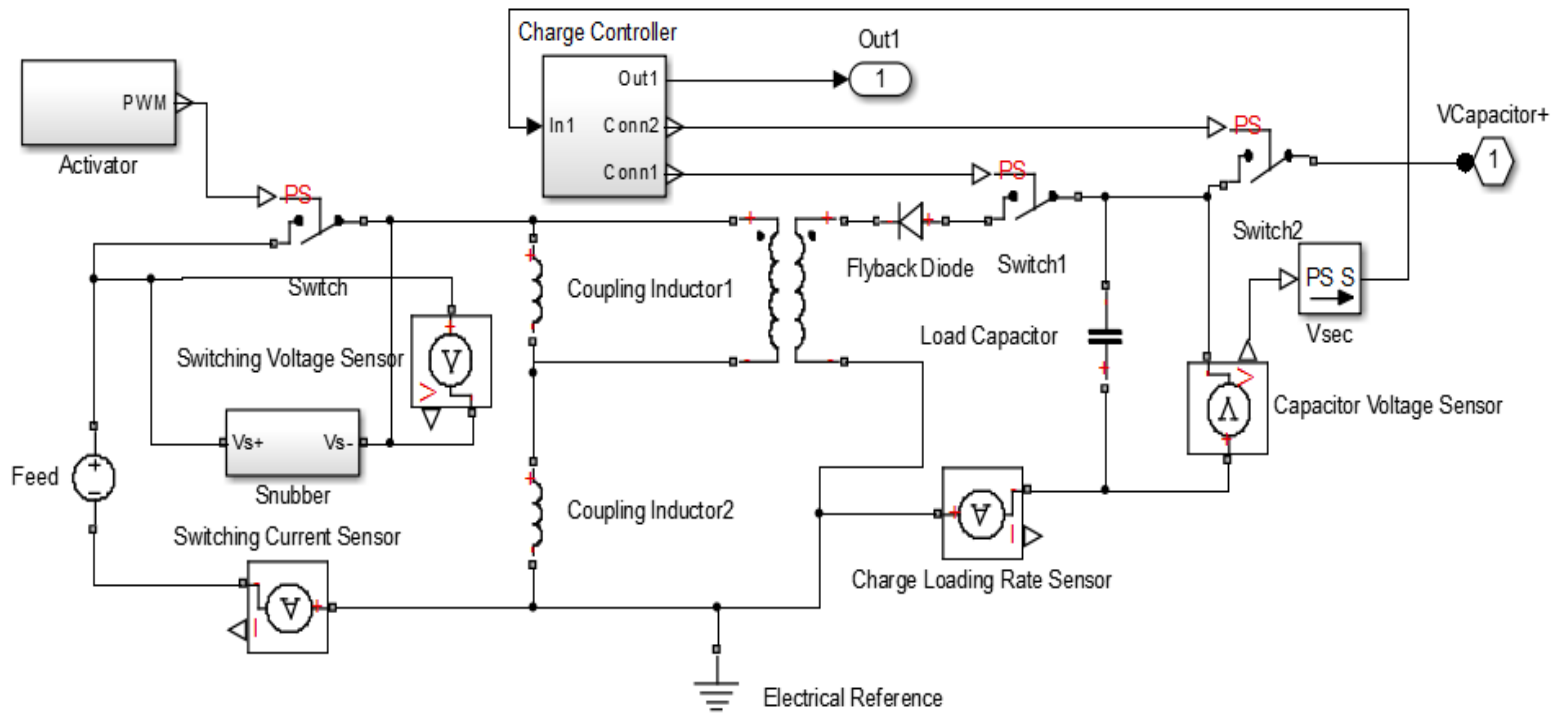 Charge Controller
Out1
1
Out1
In1
Conn2
Conn1
PWM
Activator
PS
PS
PS
VCapacitor+
1
Switch
Switch1
Switch2
Flyback Diode
Coupling Inductor1
+
-
+
-
+
-
-
+
Load Capacitor
-
+
PS S
Vsec
Switching Voltage Sensor
+
V
V
-
Capacitor Voltage Sensor
V
V
-
+
Vs+
Vs-
Snubber
Feed
+
-
Coupling Inductor2
+
-
Switching Current Sensor
-
A
+
I
Charge Loading Rate Sensor
+
A
-
I
Electrical Reference